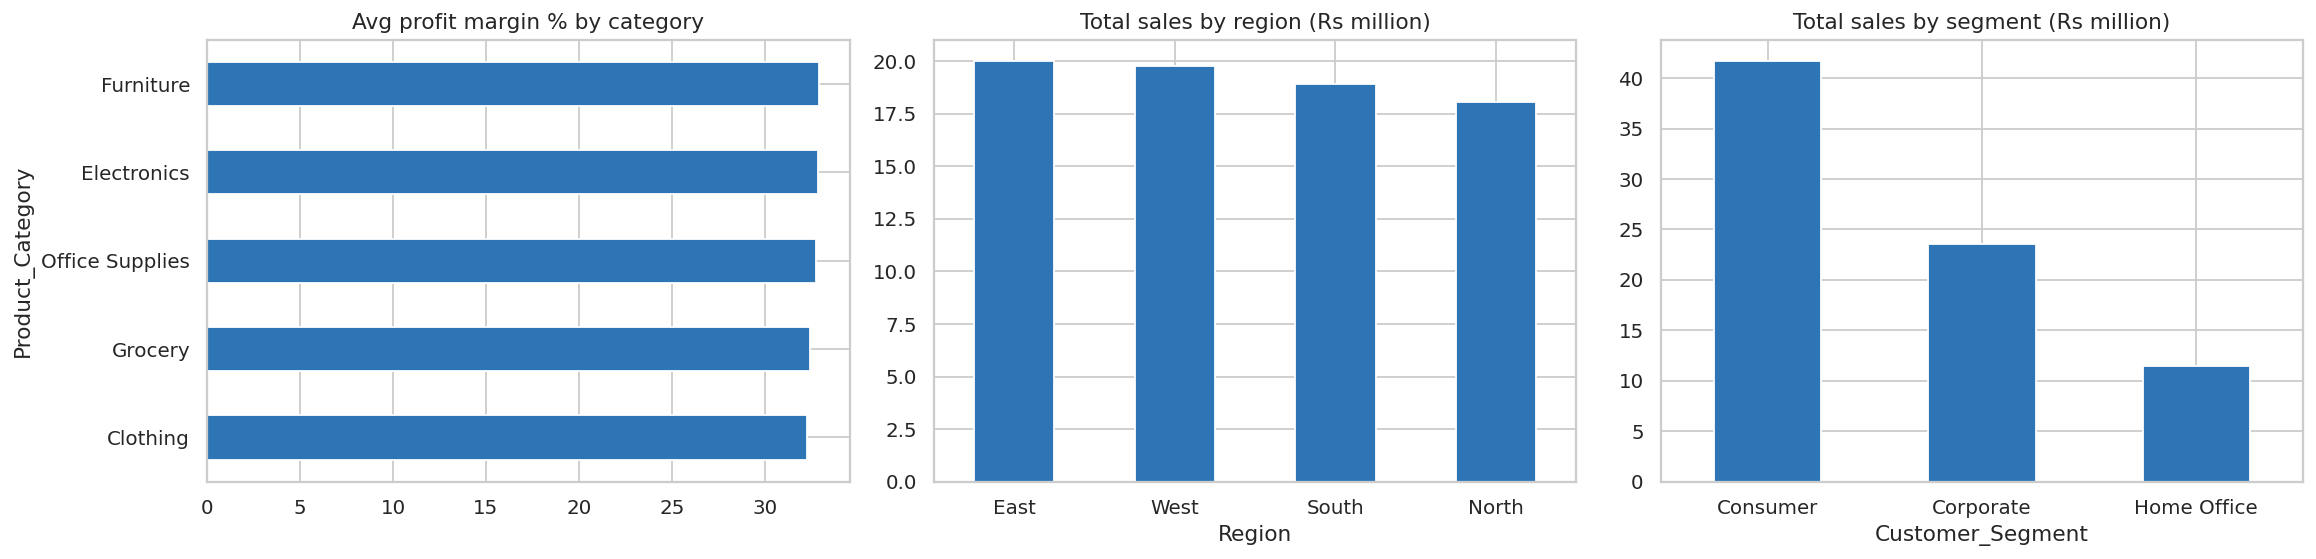 Avg profit margin % by category
Product_Category
Furniture
Electronics
Office Supplies
Grocery
Clothing
0 5 10 15 20 25 30
Total sales by region (Rs million)
20.0
17.5
15.0
12.5
10.0
7.5
5.0
2.5
0.0
East West South North
Region
Total sales by segment (Rs million)
40
35
30
25
20
15
10
5
0
Consumer Corporate Home Office
Customer_Segment